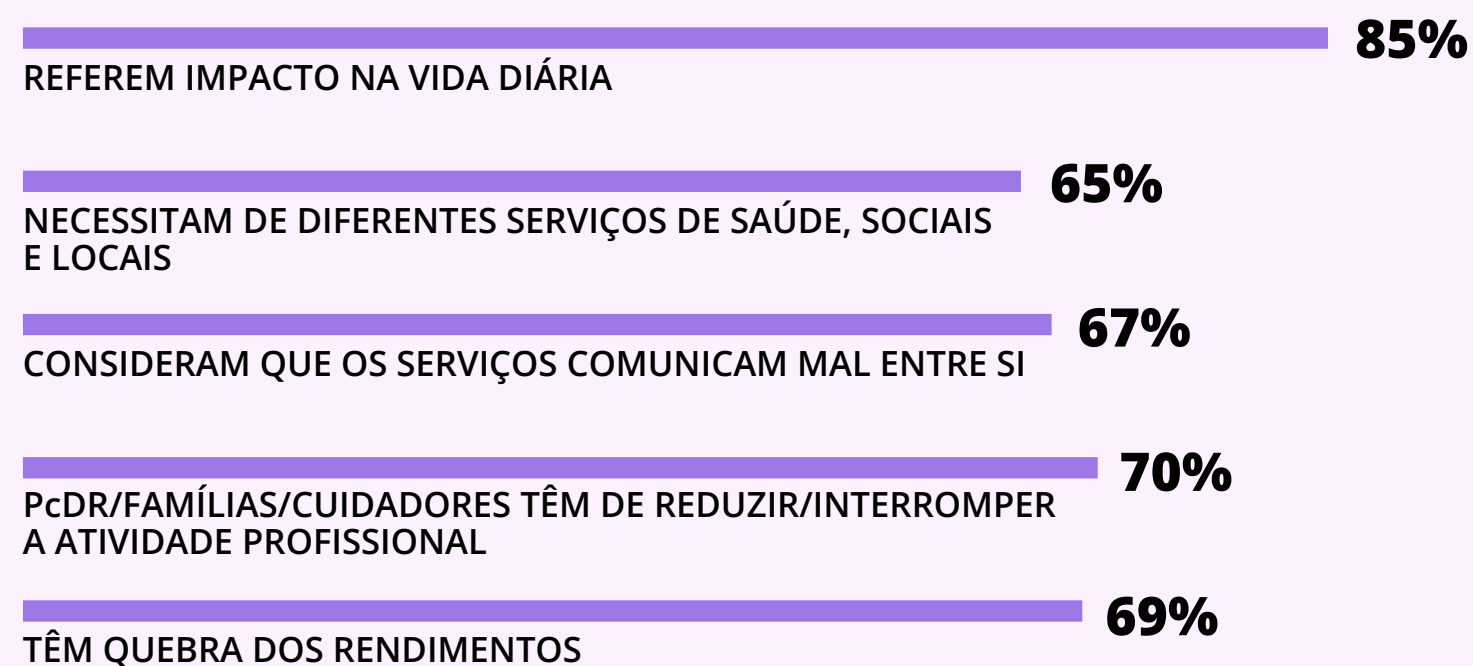 85%
REFEREM IMPACTO NA VIDA DIÁRIA
65%
NECESSITAM DE DIFERENTES SERVIÇOS DE SAÚDE, SOCIAIS
E LOCAIS
67%
CONSIDERAM QUE OS SERVIÇOS COMUNICAM MAL ENTRE SI
70%
PcDR/FAMÍLIAS/CUIDADORES TÊM DE REDUZIR/INTERROMPER
A ATIVIDADE PROFISSIONAL
69%
TÊM QUEBRA DOS RENDIMENTOS